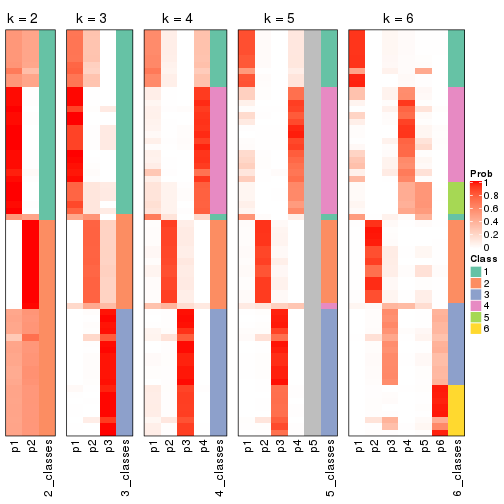 k = 2
k = 3
k = 4
k = 5
k = 6
p1
p2
2_classes
p1
p2
p3
3_classes
p1
p2
p3
p4
4_classes
p1
p2
p3
p4
p5
5_classes
p1
p2
p3
p4
p5
p6
6_classes
Prob
1
0.8
0.6
0.4
0.2
0
Class
1
2
3
4
5
6